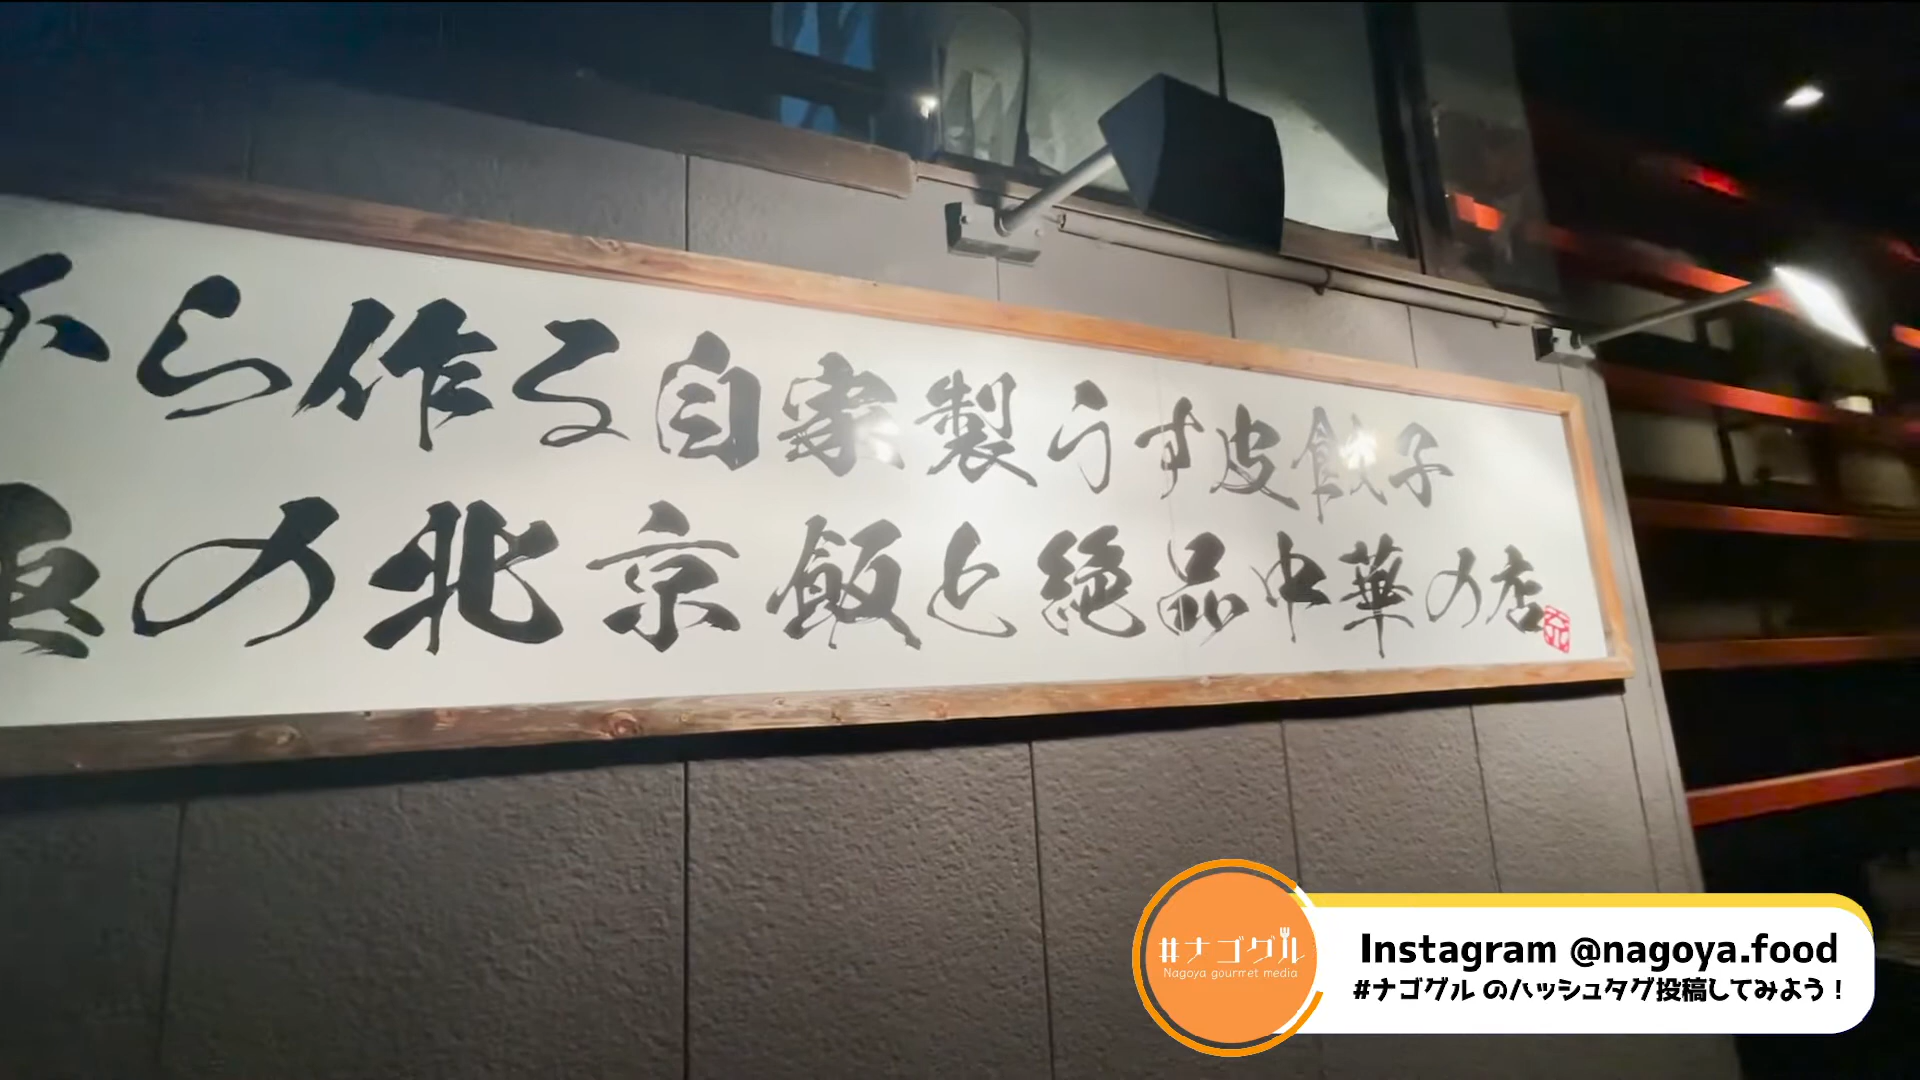 ら作る自家製うす皮餃子
の北京飯と絶品中華の店
#ナゴグル
Nagoya gourmet media
Instagram @nagoya.food
#ナゴグル のハッシュタグ投稿してみよう！